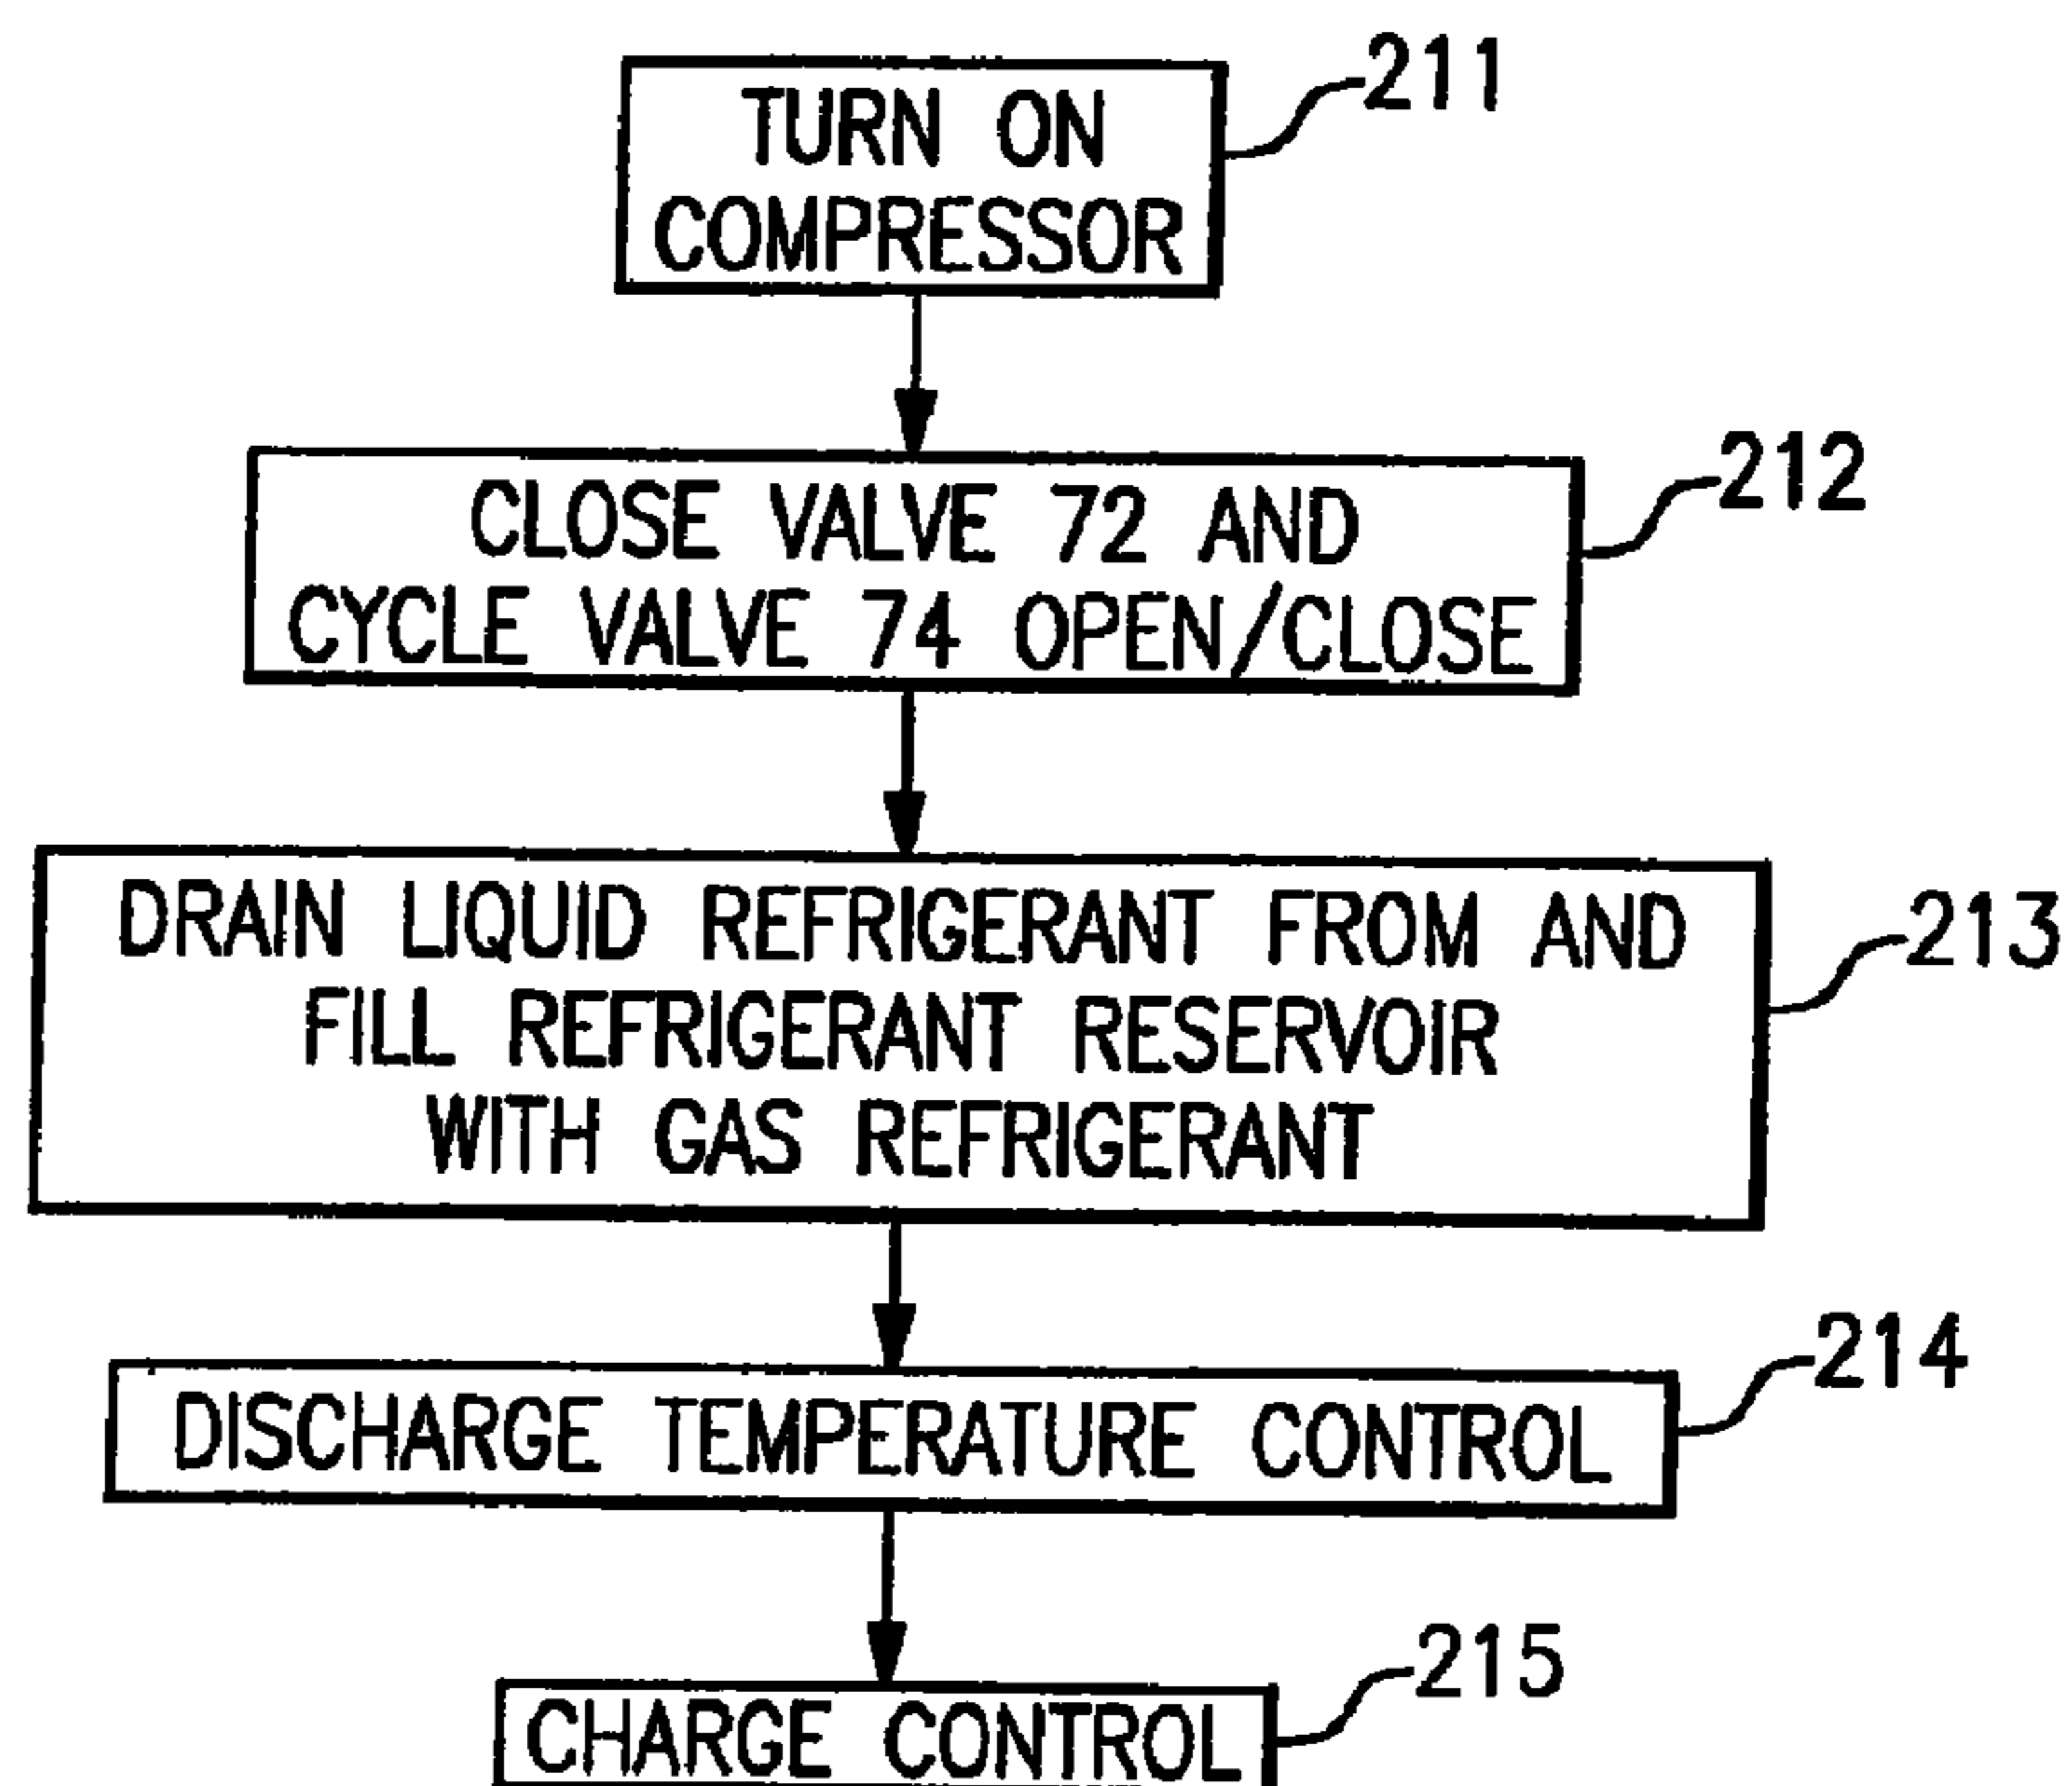 211
TURN ON
COMPRESSOR
212
CLOSE VALVE 72 AND
CYCLE VALVE 74 OPEN/CLOSE
213
DRAIN LIQUID REFRIGERANT FROM AND
FILL REFRIGERANT RESERVOIR
WITH GAS REFRIGERANT
214
DISCHARGE TEMPERATURE CONTROL
215
CHARGE CONTROL